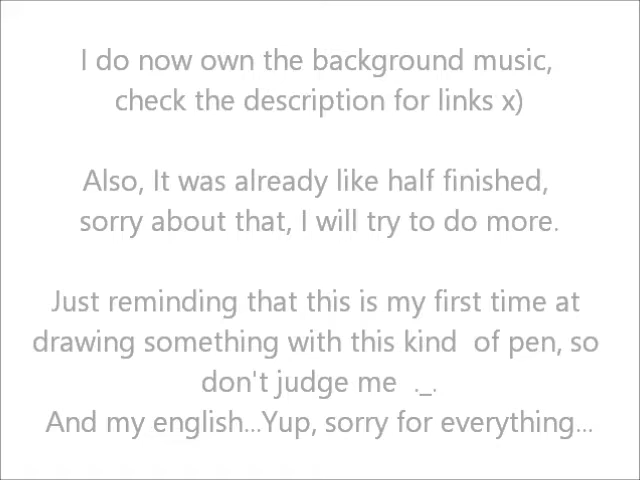 I do now own the background music,
check the description for links x)
Also, It was already like half finished,
sorry about that, I will try to do more.
Just reminding that this is my first time at
drawing something with this kind  of pen, so
don't judge me  ._.
And my english...Yup, sorry for everything...